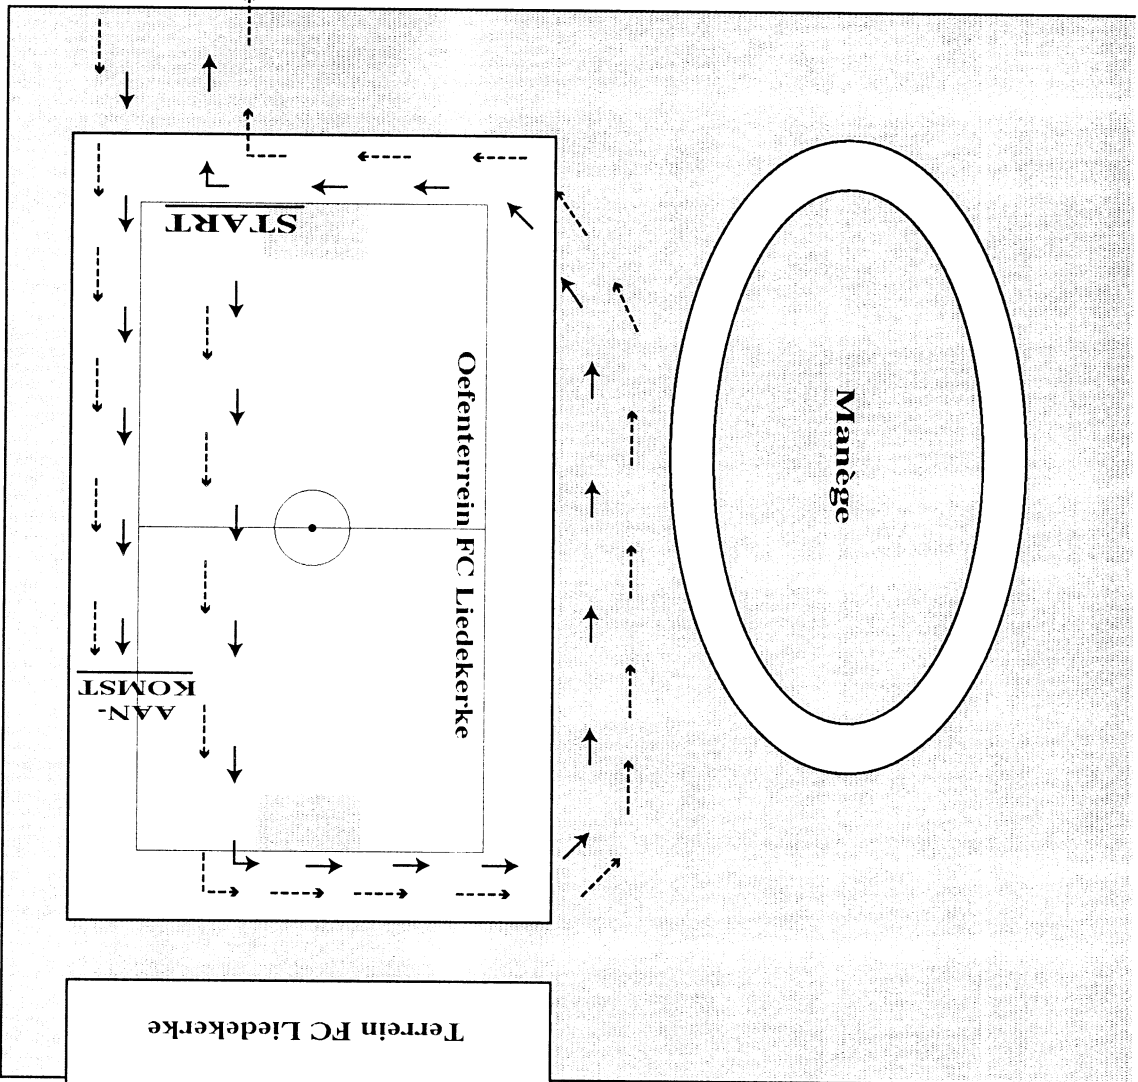 START
Oefenterrein FC Liedekerke
Manège
AAN-
KOMST
Terrein FC Liedekerke